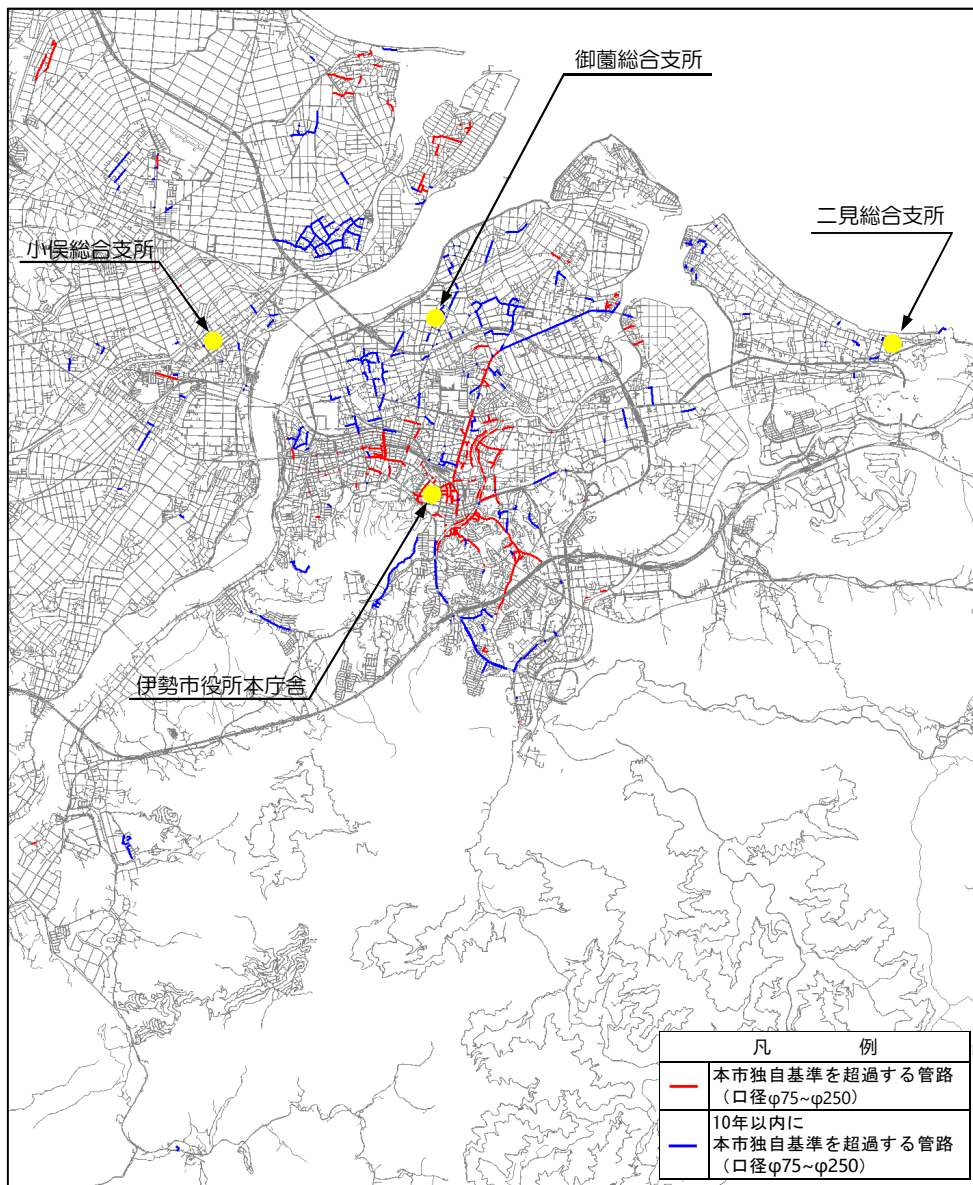 御薗総合支所
二見総合支所
小俣総合支所
伊勢市役所本庁舎
凡 例
本市独自基準を超過する管路
（口径φ75~φ250）
10年以内に
本市独自基準を超過する管路
（口径φ75~φ250）